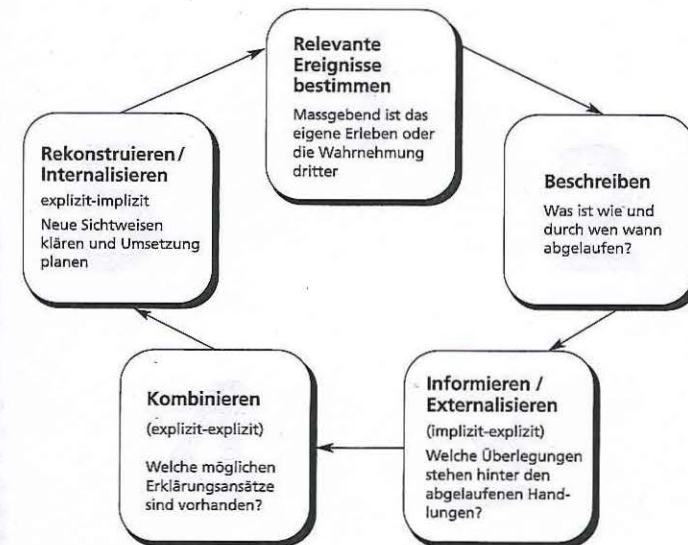 Relevante
Ereignisse
bestimmen
Massgebend ist das
eigene Erleben oder
die Wahrnehmung
dritter
Beschreiben
Was ist wie und
durch wen wann
abgelaufen?
Informieren /
Externalisieren
(implizit-explizit)
Welche Überlegungen
stehen hinter den
abgelaufenen Hand-
lungen?
Kombinieren
(explizit-explizit)
Welche möglichen
Erklärungsansätze
sind vorhanden?
Rekonstruieren /
Internalisieren
explizit-implizit
Neue Sichtweisen
klären und Umsetzung
planen